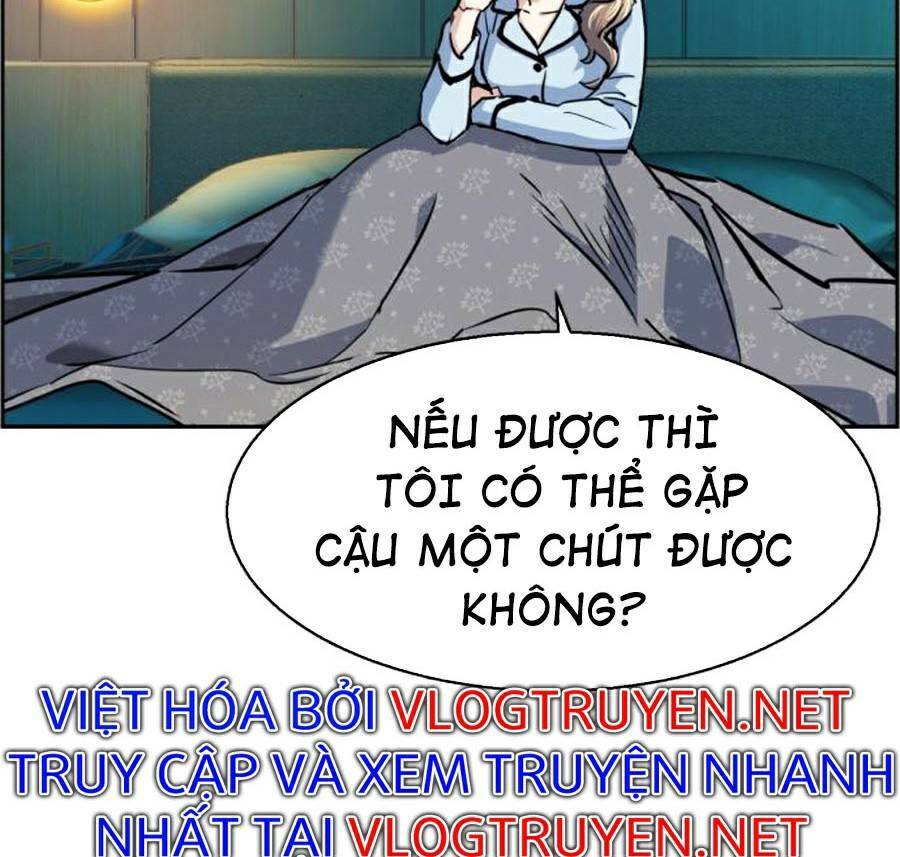 NẾU ĐƯỢC THÌ
TÔI CÓ THỂ GẶP
CẬU MỘT CHÚT ĐƯỢC
KHÔNG?
VIỆT HÓA BỞI VLOGTRUYEN.NET
TRUY CẬP VÀ XEM TRUYỆN NHANH
NHẤT TẠI VLOGTRUYEN.NET